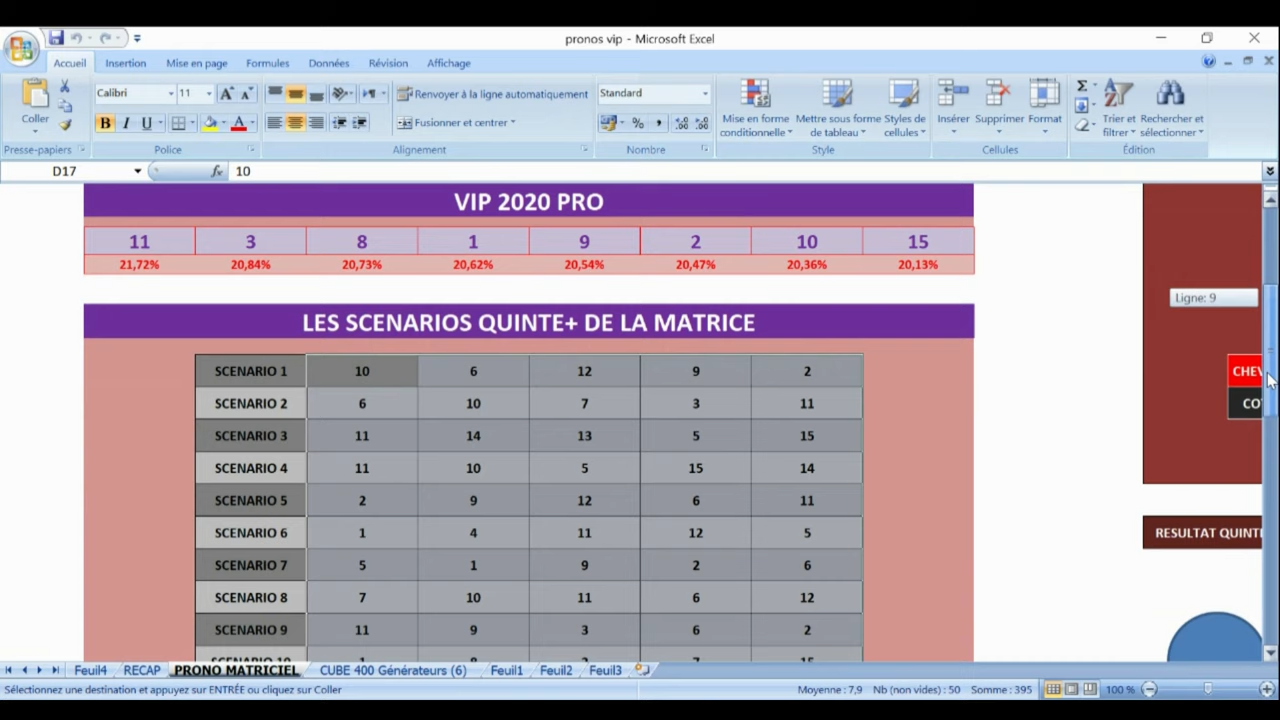 pronos vip - Microsoft Excel
Accueil Insertion Mise en page Formules Données Révision Affichage
Coller
Calibri 11
Renvoyer à la ligne automatiquement
Fusionner et centrer
Standard
Mise en forme conditionnelle
Mettre sous forme de tableau
Styles de cellules
Insérer Supprimer Format
Trier et filtrer
Rechercher et sélectionner
Presse-papiers Police Alignement Nombre Style Cellules Édition
D17 fx 10
VIP 2020 PRO
11 3 8 1 9 2 10 15
21,72% 20,84% 20,73% 20,62% 20,54% 20,47% 20,36% 20,13%
Ligne: 9
LES SCENARIOS QUINTE+ DE LA MATRICE
SCENARIO 1 10 6 12 9 2
SCENARIO 2 6 10 7 3 11
SCENARIO 3 11 14 13 5 15
SCENARIO 4 11 10 5 15 14
SCENARIO 5 2 9 12 6 11
SCENARIO 6 1 4 11 12 5
SCENARIO 7 5 1 9 2 6
SCENARIO 8 7 10 11 6 12
SCENARIO 9 11 9 3 6 2
CHEV
CO
RESULTAT QUINT
Feuil4 RECAP PRONO MATRICIEL CUBE 400 Générateurs (6) Feuil1 Feuil2 Feuil3
Sélectionnez une destination et appuyez sur ENTRÉE ou cliquez sur Coller
Moyenne : 7,9 Nb (non vides) : 50 Somme : 395 100 %